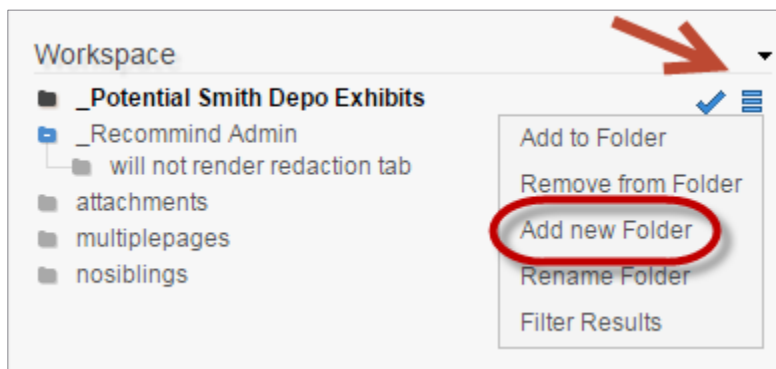 Workspace
_Potential Smith Depo Exhibits
_Recommind Admin
will not render redaction tab
attachments
multiplepages
nosiblings
Add to Folder
Remove from Folder
Add new Folder
Rename Folder
Filter Results